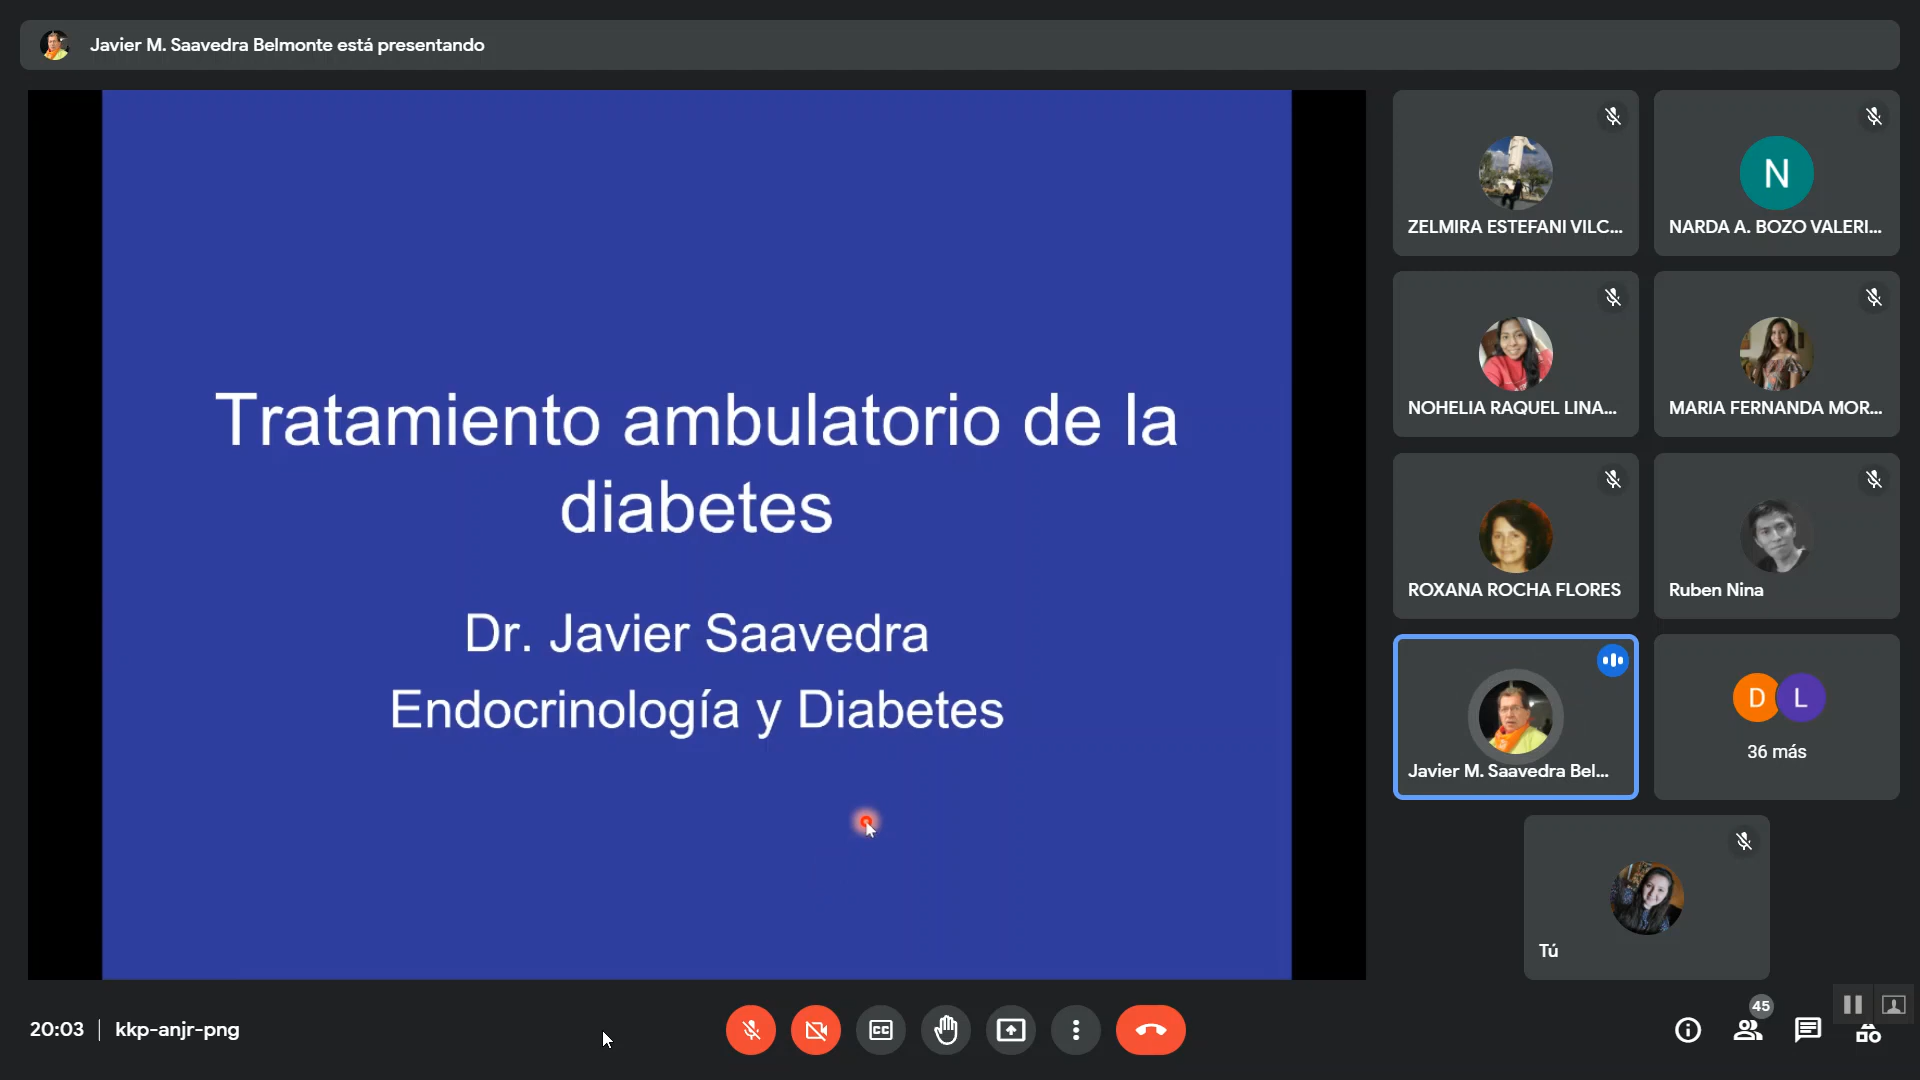 Javier M. Saavedra Belmonte está presentando
Tratamiento ambulatorio de la
diabetes
Dr. Javier Saavedra
Endocrinología y Diabetes
ZELMIRA ESTEFANI VILC...
N
NARDA A. BOZO VALERI...
NOHELIA RAQUEL LINA...
MARIA FERNANDA MOR...
ROXANA ROCHA FLORES
Ruben Nina
Javier M. Saavedra Bel...
D L
36 más
Tú
20:03 | kkp-anjr-png
CC
45